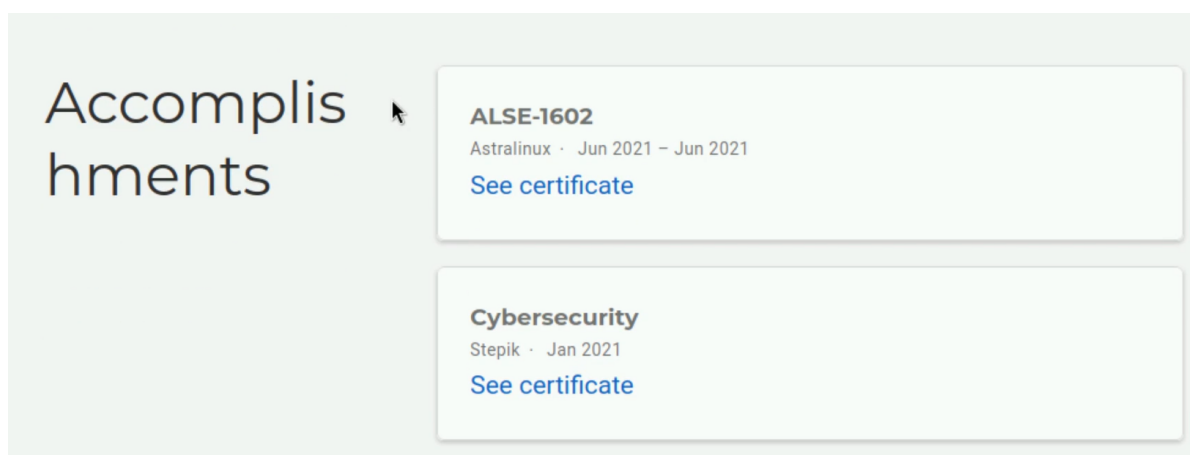 Accomplis
hments
ALSE-1602
Astralinux · Jun 2021 – Jun 2021
See certificate
Cybersecurity
Stepik · Jan 2021
See certificate